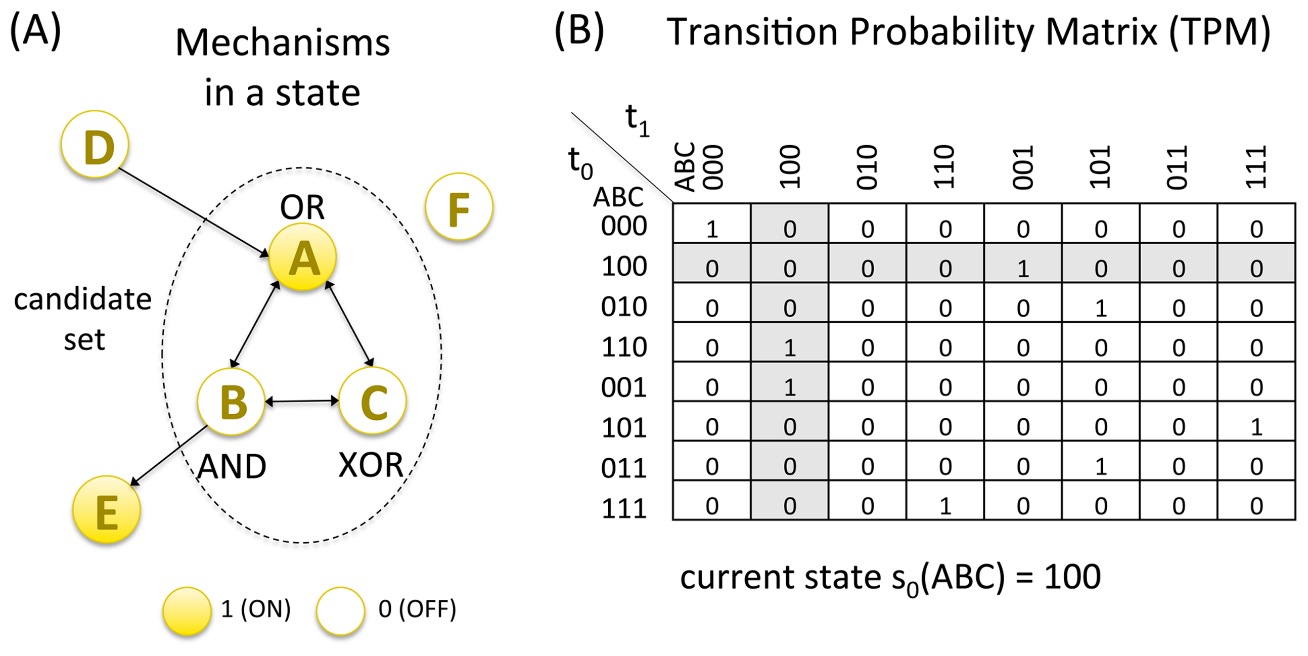 (A)
Mechanisms
in a state
D
OR
A
F
candidate
set
B
C
AND
XOR
E
1 (ON)
0 (OFF)
(B)
Transition Probability Matrix (TPM)
t1
t0
ABC
ABC 000 100 010 110 001 101 011 111
000 1 0 0 0 0 0 0 0
100 0 0 0 0 1 0 0 0
010 0 0 0 0 0 1 0 0
110 0 1 0 0 0 0 0 0
001 0 1 0 0 0 0 0 0
101 0 0 0 0 0 0 0 1
011 0 0 0 0 0 1 0 0
111 0 0 0 1 0 0 0 0
current state s0(ABC) = 100